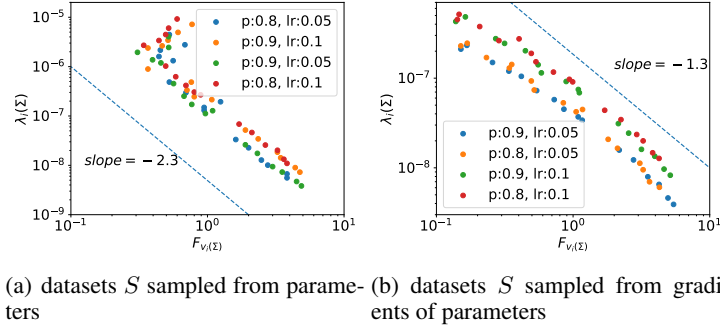 10⁻⁵
10⁻⁶
10⁻⁷
10⁻⁸
10⁻⁹
λᵢ(Σ)
p:0.8, lr:0.05
p:0.9, lr:0.1
p:0.9, lr:0.05
p:0.8, lr:0.1
slope = −2.3
10⁻¹ 10⁰ 10¹
F_{vᵢ(Σ)}
10⁻⁷
10⁻⁸
λᵢ(Σ)
slope = −1.3
p:0.9, lr:0.05
p:0.8, lr:0.05
p:0.9, lr:0.1
p:0.8, lr:0.1
10⁻¹ 10⁰ 10¹
F_{vᵢ(Σ)}
(a) datasets S sampled from parame-
ters
(b) datasets S sampled from gradi
ents of parameters